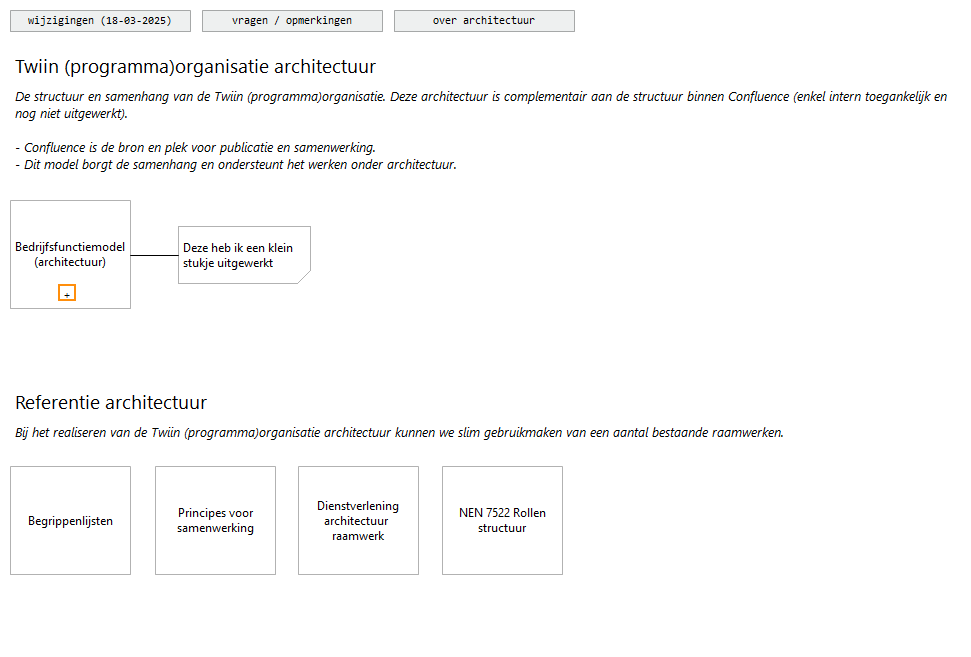 wijzigingen (18-03-2025)
vragen / opmerkingen
over architectuur
Twiin (programma)organisatie architectuur
De structuur en samenhang van de Twiin (programma)organisatie. Deze architectuur is complementair aan de structuur binnen Confluence (enkel intern toegankelijk en
nog niet uitgewerkt).
- Confluence is de bron en plek voor publicatie en samenwerking.
- Dit model borgt de samenhang en ondersteunt het werken onder architectuur.
Bedrijfsfunctiemodel
(architectuur)
+
Deze heb ik een klein
stukje uitgewerkt
Referentie architectuur
Bij het realiseren van de Twiin (programma)organisatie architectuur kunnen we slim gebruikmaken van een aantal bestaande raamwerken.
Begrippenlijsten
Principes voor
samenwerking
Dienstverlening
architectuur
raamwerk
NEN 7522 Rollen
structuur